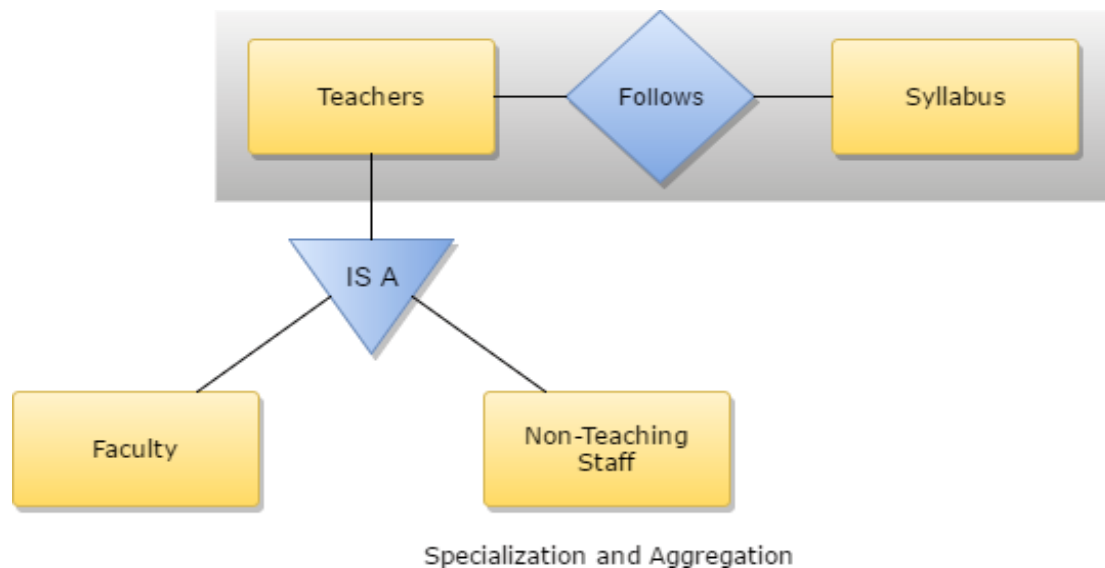 Teachers
Follows
Syllabus
IS A
Faculty
Non-Teaching
Staff
Specialization and Aggregation